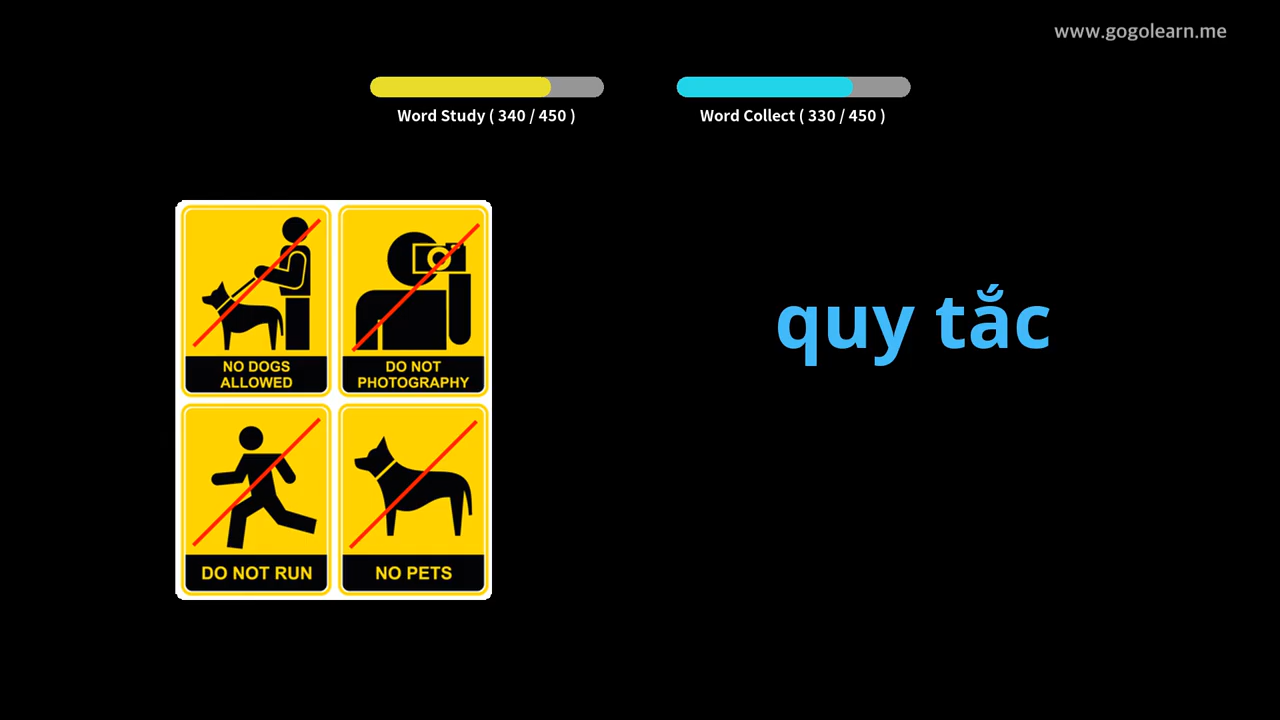 www.gogolearn.me
Word Study ( 340 / 450 )
Word Collect ( 330 / 450 )
NO DOGS
ALLOWED
DO NOT
PHOTOGRAPHY
quy tắc
DO NOT RUN
NO PETS